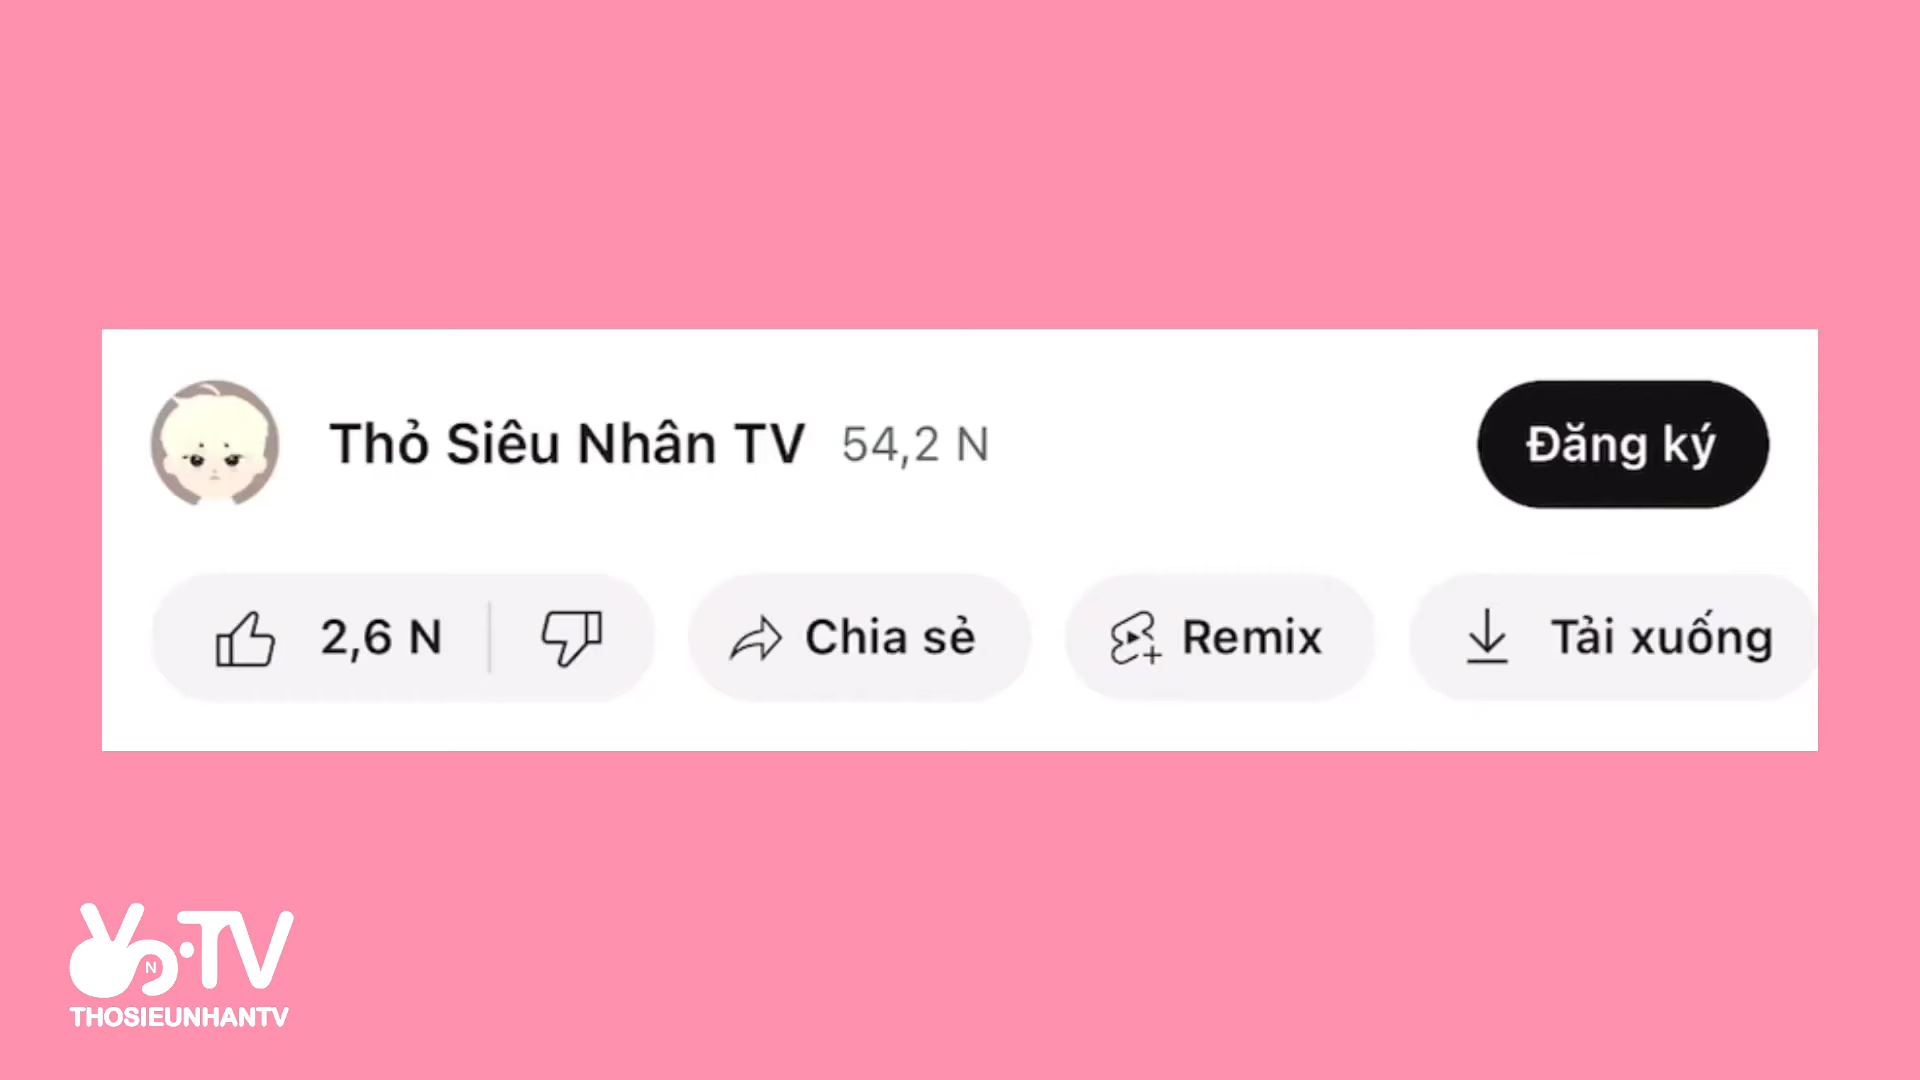 Thỏ Siêu Nhân TV 54,2 N
Đăng ký
2,6 N
Chia sẻ
Remix
Tải xuống
N
TV
THOSIEUNHANTV